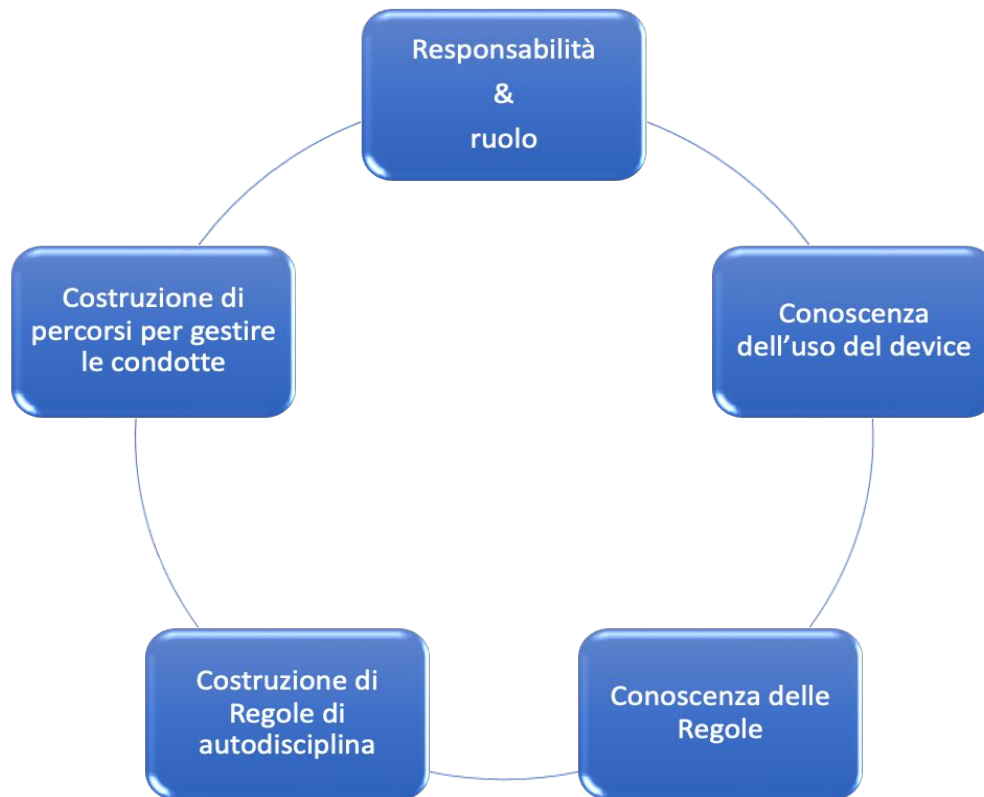 Responsabilità
&
ruolo
Conoscenza
dell’uso del device
Conoscenza delle
Regole
Costruzione di
Regole di
autodisciplina
Costruzione di
percorsi per gestire
le condotte